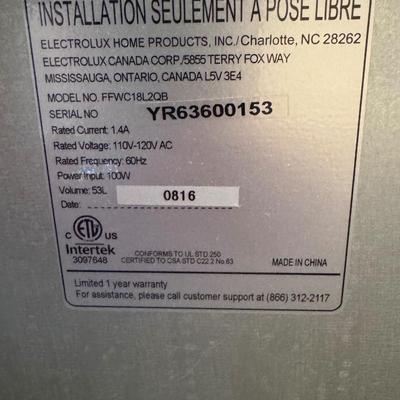 INSTALLATION SEULEMENT À POSE LIBRE
ELECTROLUX HOME PRODUCTS, INC./Charlotte, NC 28262
ELECTROLUX CANADA CORP./5855 TERRY FOX WAY
MISSISSAUGA, ONTARIO, CANADA L5V 3E4
MODEL NO. FFWC18L2QB
SERIAL NO YR63600153
Rated Current: 1.4A
Rated Voltage: 110V-120V AC
Rated Frequency: 60Hz
Power Input: 100W
Volume: 53L
Date: 0816
C ETL US
Intertek
3097648
CONFORMS TO UL STD 250
CERTIFIED TO CSA STD C22.2 No.63
MADE IN CHINA
Limited 1 year warranty
For assistance, please call customer support at (866) 312-2117